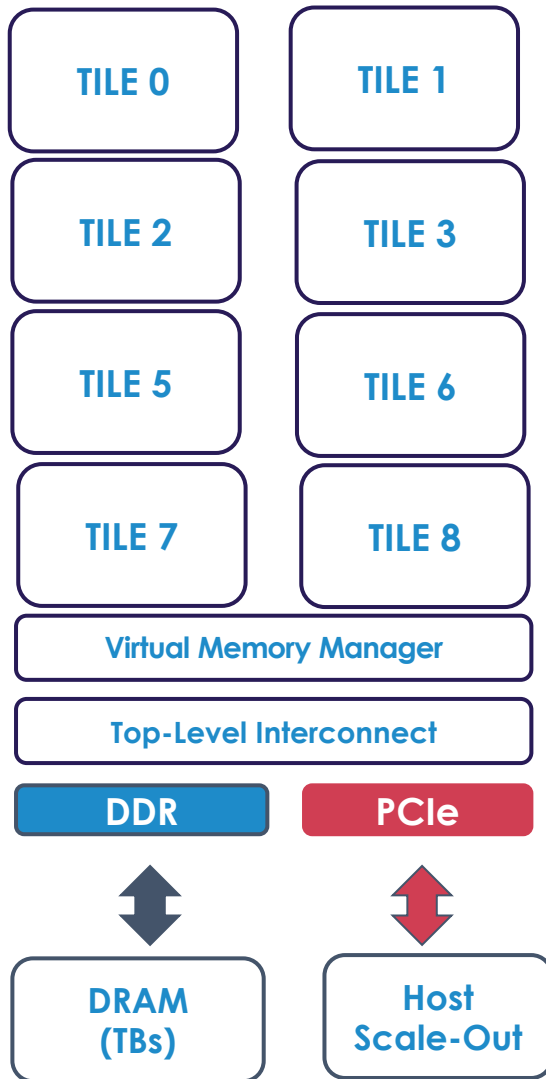 TILE 0
TILE 1
TILE 2
TILE 3
TILE 5
TILE 6
TILE 7
TILE 8
Virtual Memory Manager
Top-Level Interconnect
DDR
PCIe
DRAM
(TBs)
Host
Scale-Out